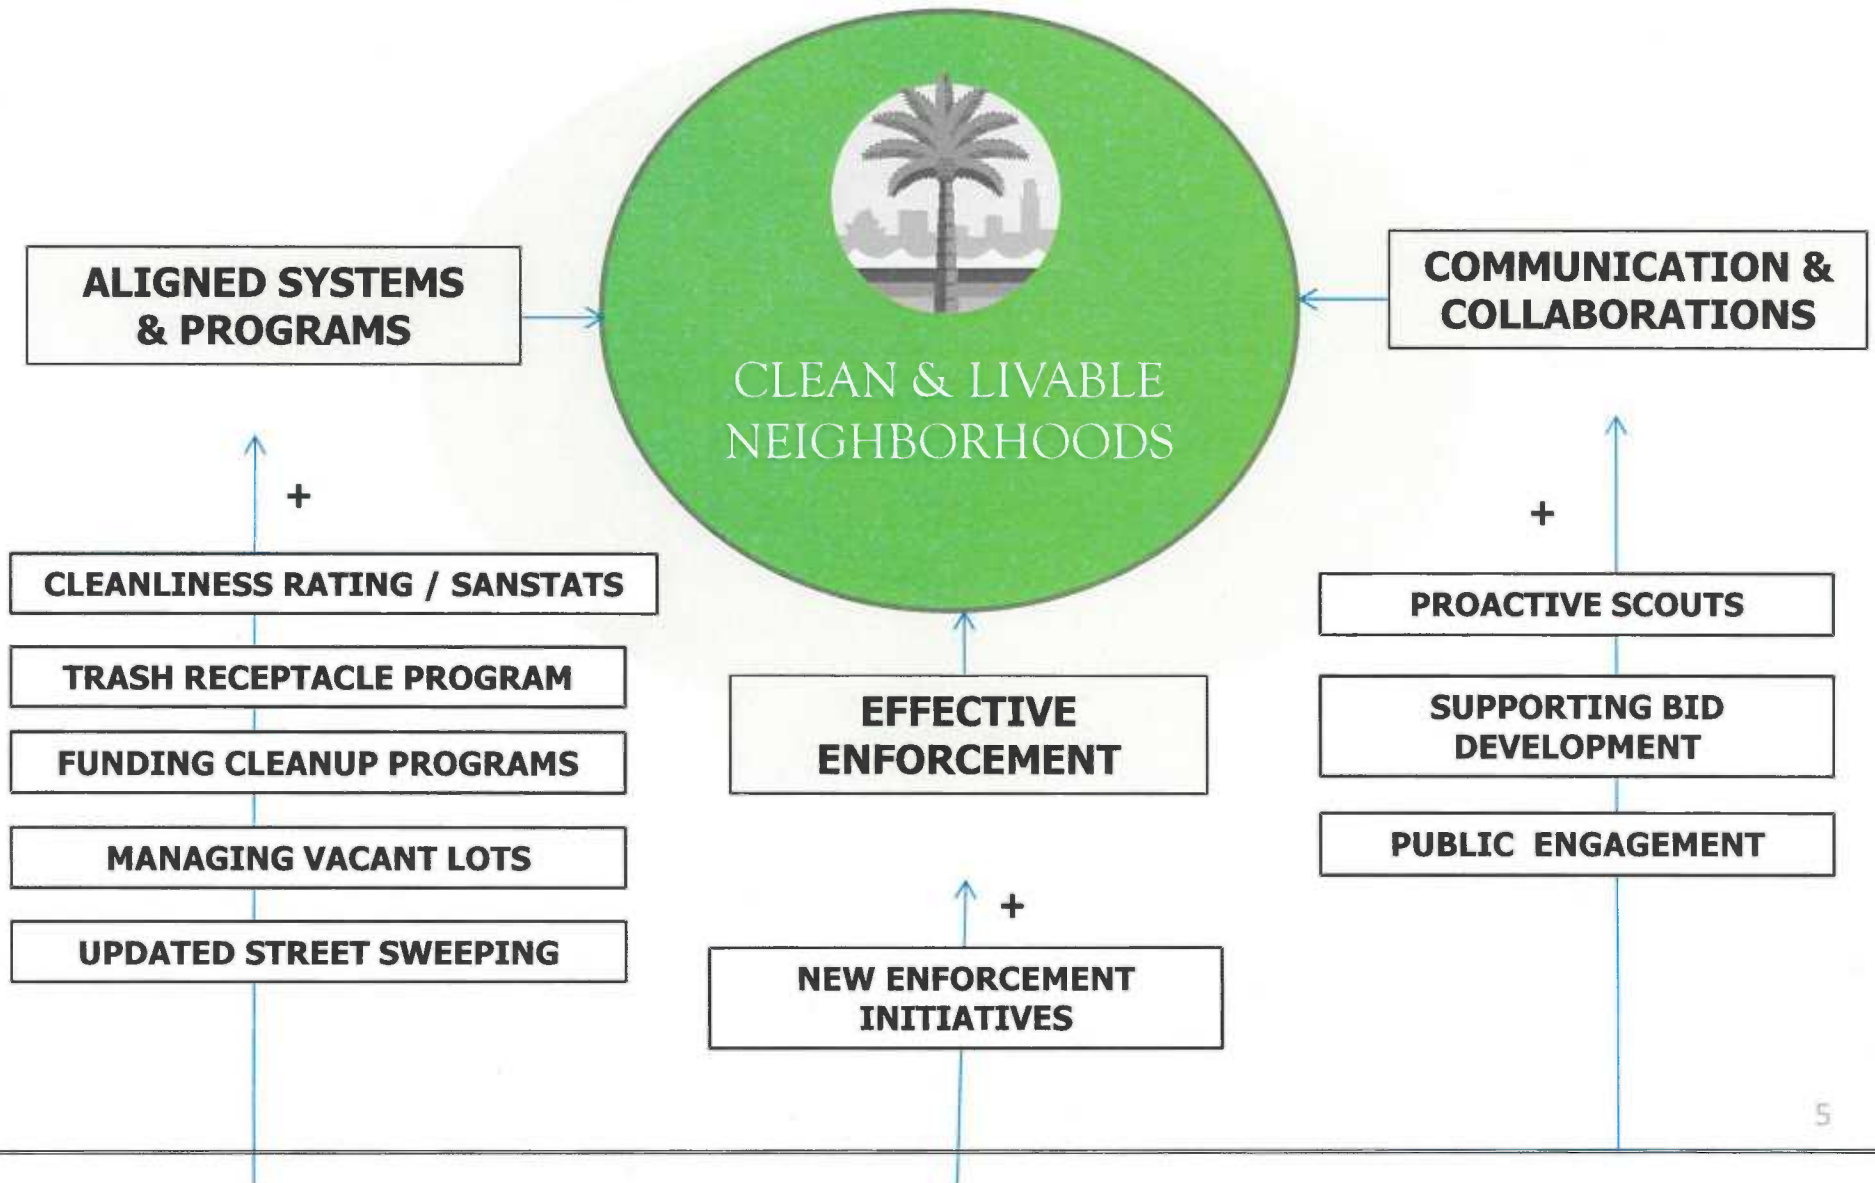 CLEAN & LIVABLE
NEIGHBORHOODS
ALIGNED SYSTEMS
& PROGRAMS
+
CLEANLINESS RATING / SANSTATS
TRASH RECEPTACLE PROGRAM
FUNDING CLEANUP PROGRAMS
MANAGING VACANT LOTS
UPDATED STREET SWEEPING
EFFECTIVE
ENFORCEMENT
+
NEW ENFORCEMENT
INITIATIVES
COMMUNICATION &
COLLABORATIONS
+
PROACTIVE SCOUTS
SUPPORTING BID
DEVELOPMENT
PUBLIC ENGAGEMENT
5